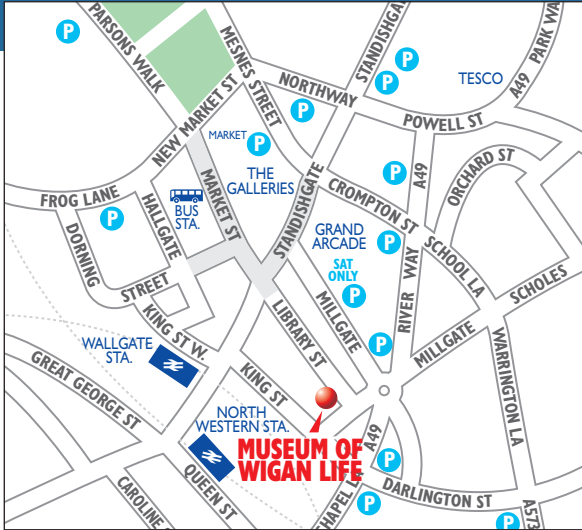 P
PARSONS WALK
MESNES STREET
STANDISHGATE
P
P
TESCO
A49
PARK WA
NORTHWAY
P
POWELL ST
NEW MARKET ST
MARKET
P
THE
GALLERIES
A49
ORCHARD ST
P
FROG LANE
HALLGATE
BUS
STA.
MARKET ST
STANDISHGATE
CROMPTON ST
P
DORNING
STREET
GRAND
ARCADE
P
SAT
ONLY
P
SCHOOL LA
SCHOLES
RIVER WAY
MILLGATE
LIBRARY ST
P
MILLGATE
WARRINGTON LA
KING ST W.
WALLGATE
STA.
GREAT GEORGE ST
KING ST
NORTH
WESTERN STA.
MUSEUM OF
WIGAN LIFE
A49
P
QUEEN ST
CAROLINE
CHAPEL L
P
DARLINGTON ST
P
A573